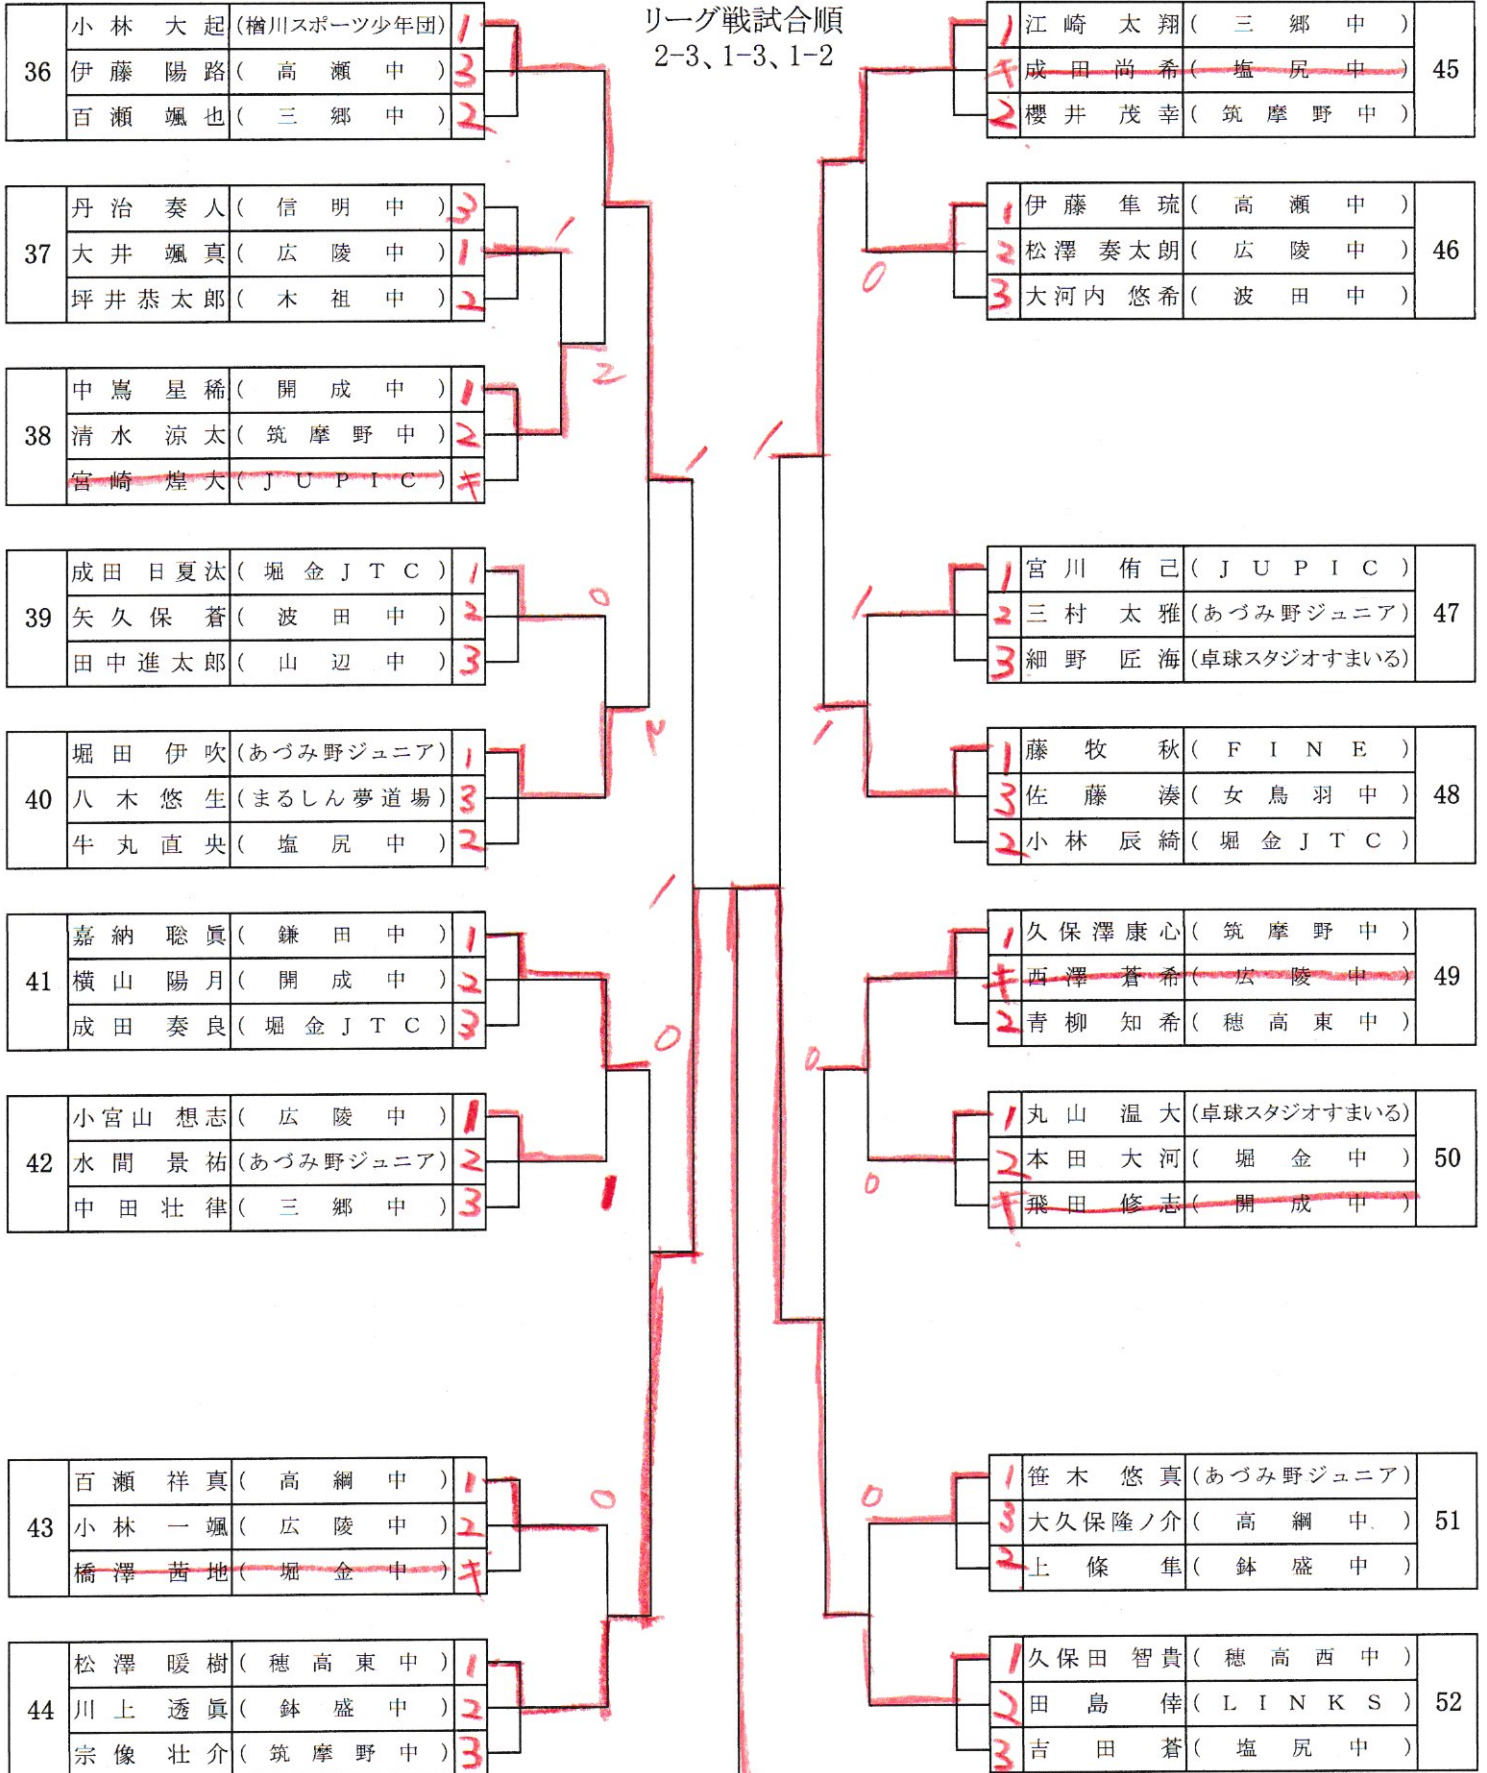 リーグ戦試合順
2-3、1-3、1-2
36
小林 大起 (楢川スポーツ少年団) 1
伊藤 陽路 (高瀬中) 3
百瀬 颯也 (三郷中) 2
37
丹治 奏人 (信明中) 3
大井 颯真 (広陵中) 1
坪井恭太郎 (木祖中) 2
1
38
中嶌 星稀 (開成中) 1
清水 涼太 (筑摩野中) 2
宮崎 煌大 (JUPIC) キ
2
1
39
成田 日夏汰 (堀金JTC) 1
矢久保 蒼 (波田中) 2
田中進太郎 (山辺中) 3
0
40
堀田 伊吹 (あづみ野ジュニア) 1
八木 悠生 (まるしん夢道場) 3
牛丸 直央 (塩尻中) 2
1
41
嘉納 聡眞 (鎌田中) 1
横山 陽月 (開成中) 2
成田 奏良 (堀金JTC) 3
0
42
小宮山 想志 (広陵中) 1
水間 景祐 (あづみ野ジュニア) 2
中田 壮律 (三郷中) 3
1
43
百瀬 祥真 (高綱中) 1
小林 一颯 (広陵中) 2
橋澤 茜地 (堀金中) キ
0
44
松澤 暖樹 (穂高東中) 1
川上 透眞 (鉢盛中) 2
宗像 壮介 (筑摩野中) 3
1 江崎 太翔 (三郷中)
キ 成田 尚希 (塩尻中)
2 櫻井 茂幸 (筑摩野中)
45
1 伊藤 隼琉 (高瀬中)
2 松澤 奏太朗 (広陵中)
3 大河内 悠希 (波田中)
46
0
1
1 宮川 侑己 (JUPIC)
2 三村 太雅 (あづみ野ジュニア)
3 細野 匠海 (卓球スタジオすまいる)
47
1
1
1 藤牧 秋 (FINE)
3 佐藤 湊 (女鳥羽中)
2 小林 辰綺 (堀金JTC)
48
1 久保澤康心 (筑摩野中)
キ 西澤 蒼希 (広陵中)
2 青柳 知希 (穂高東中)
49
0
1 丸山 温大 (卓球スタジオすまいる)
2 本田 大河 (堀金中)
キ 飛田 修志 (開成中)
50
0
1 笹木 悠真 (あづみ野ジュニア)
3 大久保隆ノ介 (高綱中)
2 上條 隼 (鉢盛中)
51
0
1 久保田 智貴 (穂高西中)
2 田島 倖 (LINKS)
3 吉田 蒼 (塩尻中)
52